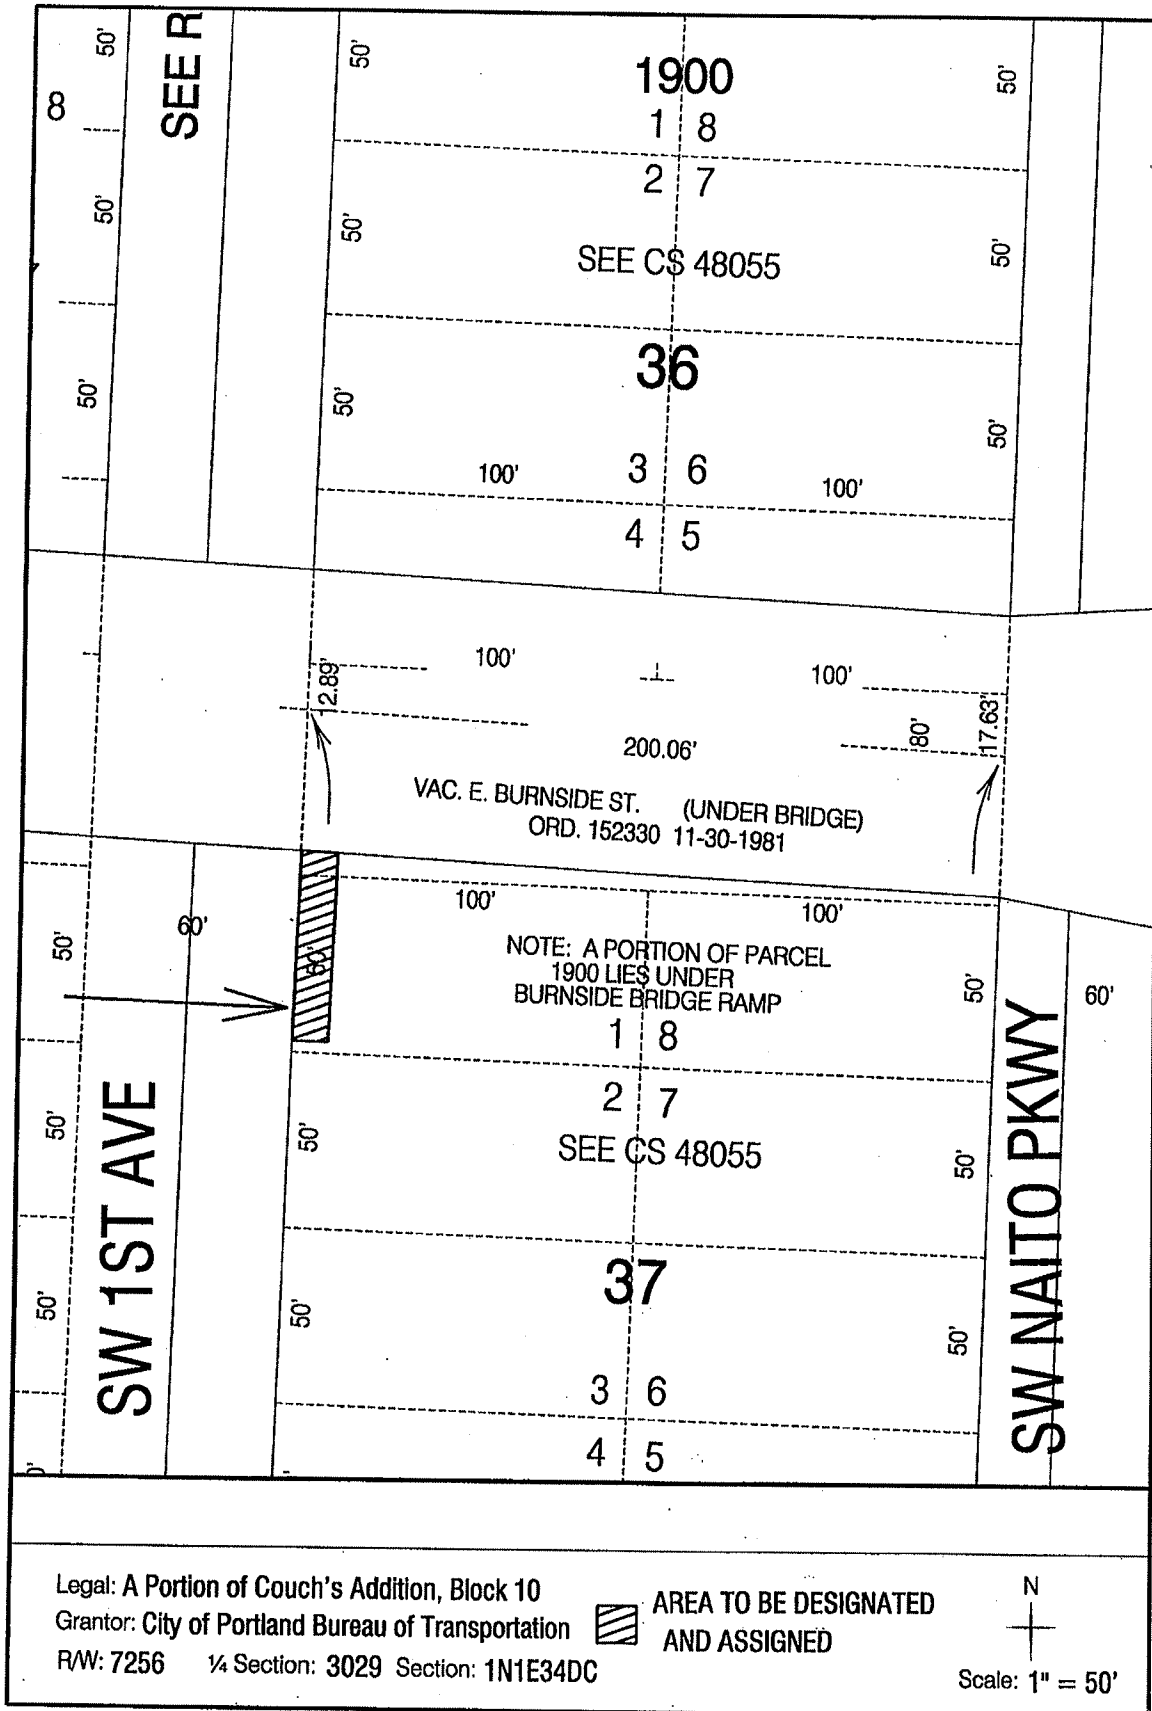 50'
SEE R
50'
1900
50'
8
1 8
2 7
50'
50'
50'
SEE CS 48055
36
50'
50'
50'
100' 3 6 100'
4 5
100' 100'
12.89'
200.06' 80' 17.63'
VAC. E. BURNSIDE ST. (UNDER BRIDGE)
ORD. 152330 11-30-1981
100' 100'
60'
50'
60'
NOTE: A PORTION OF PARCEL
1900 LIES UNDER
BURNSIDE BRIDGE RAMP
50'
60'
1 8
2 7
50'
50'
SEE CS 48055
50'
SW 1ST AVE
SW NAITO PKWY
37
50'
50'
50'
3 6
4 5
Legal: A Portion of Couch's Addition, Block 10
Grantor: City of Portland Bureau of Transportation
R/W: 7256 ¼ Section: 3029 Section: 1N1E34DC
AREA TO BE DESIGNATED
AND ASSIGNED
N
Scale: 1" = 50'